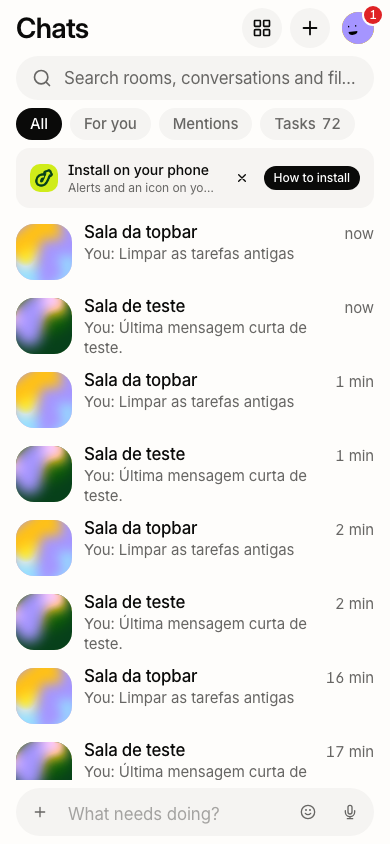 Chats
1
Search rooms, conversations and fil...
All
For you
Mentions
Tasks 72
Install on your phone
Alerts and an icon on yo...
How to install
Sala da topbar
now
You: Limpar as tarefas antigas
Sala de teste
now
You: Última mensagem curta de
teste.
Sala da topbar
1 min
You: Limpar as tarefas antigas
Sala de teste
1 min
You: Última mensagem curta de
teste.
Sala da topbar
2 min
You: Limpar as tarefas antigas
Sala de teste
2 min
You: Última mensagem curta de
teste.
Sala da topbar
16 min
You: Limpar as tarefas antigas
Sala de teste
17 min
You: Última mensagem curta de
What needs doing?